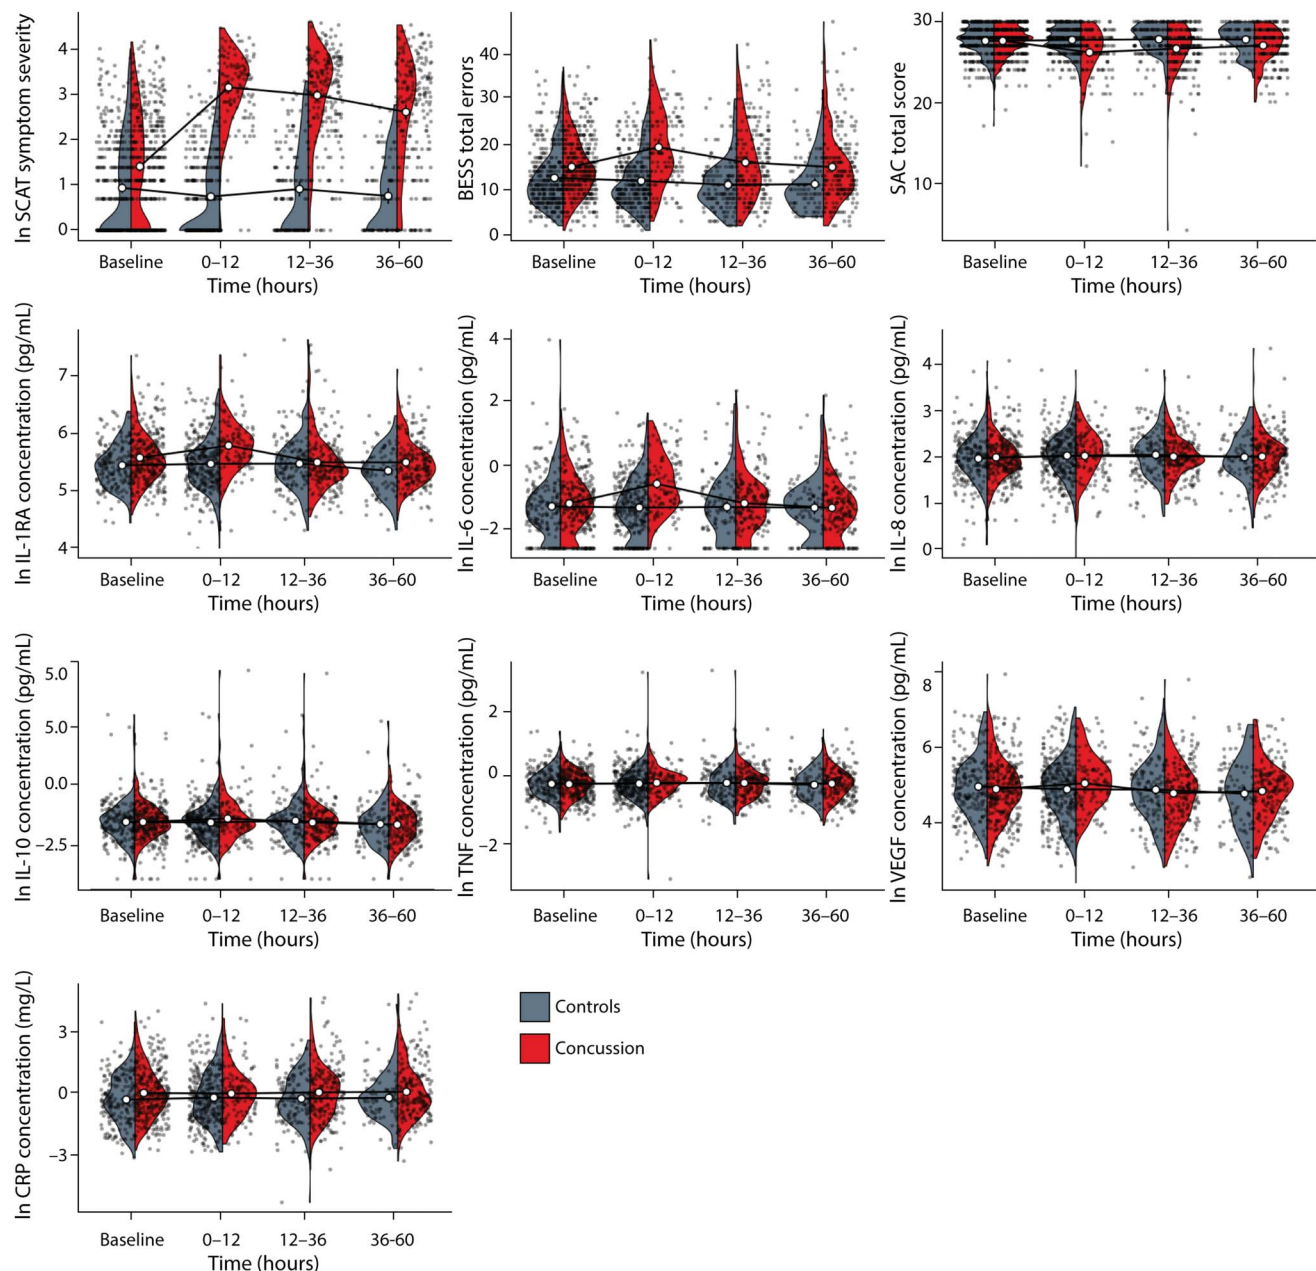 ln SCAT symptom severity
4
3
2
1
0
Baseline 0–12 12–36 36–60
Time (hours)
BESS total errors
40
30
20
10
0
Baseline 0–12 12–36 36–60
Time (hours)
SAC total score
30
20
10
Baseline 0–12 12–36 36–60
Time (hours)
ln IL-1RA concentration (pg/mL)
7
6
5
4
Baseline 0–12 12–36 36–60
Time (hours)
ln IL-6 concentration (pg/mL)
4
2
0
−2
Baseline 0–12 12–36 36–60
Time (hours)
ln IL-8 concentration (pg/mL)
4
3
2
1
0
Baseline 0–12 12–36 36–60
Time (hours)
ln IL-10 concentration (pg/mL)
5.0
5.0
0.0
−2.5
Baseline 0–12 12–36 36–60
Time (hours)
ln TNF concentration (pg/mL)
2
0
−2
Baseline 0–12 12–36 36–60
Time (hours)
ln VEGF concentration (pg/mL)
8
6
4
Baseline 0–12 12–36 36–60
Time (hours)
ln CRP concentration (mg/L)
3
0
−3
Baseline 0–12 12–36 36-60
Time (hours)
Controls
Concussion